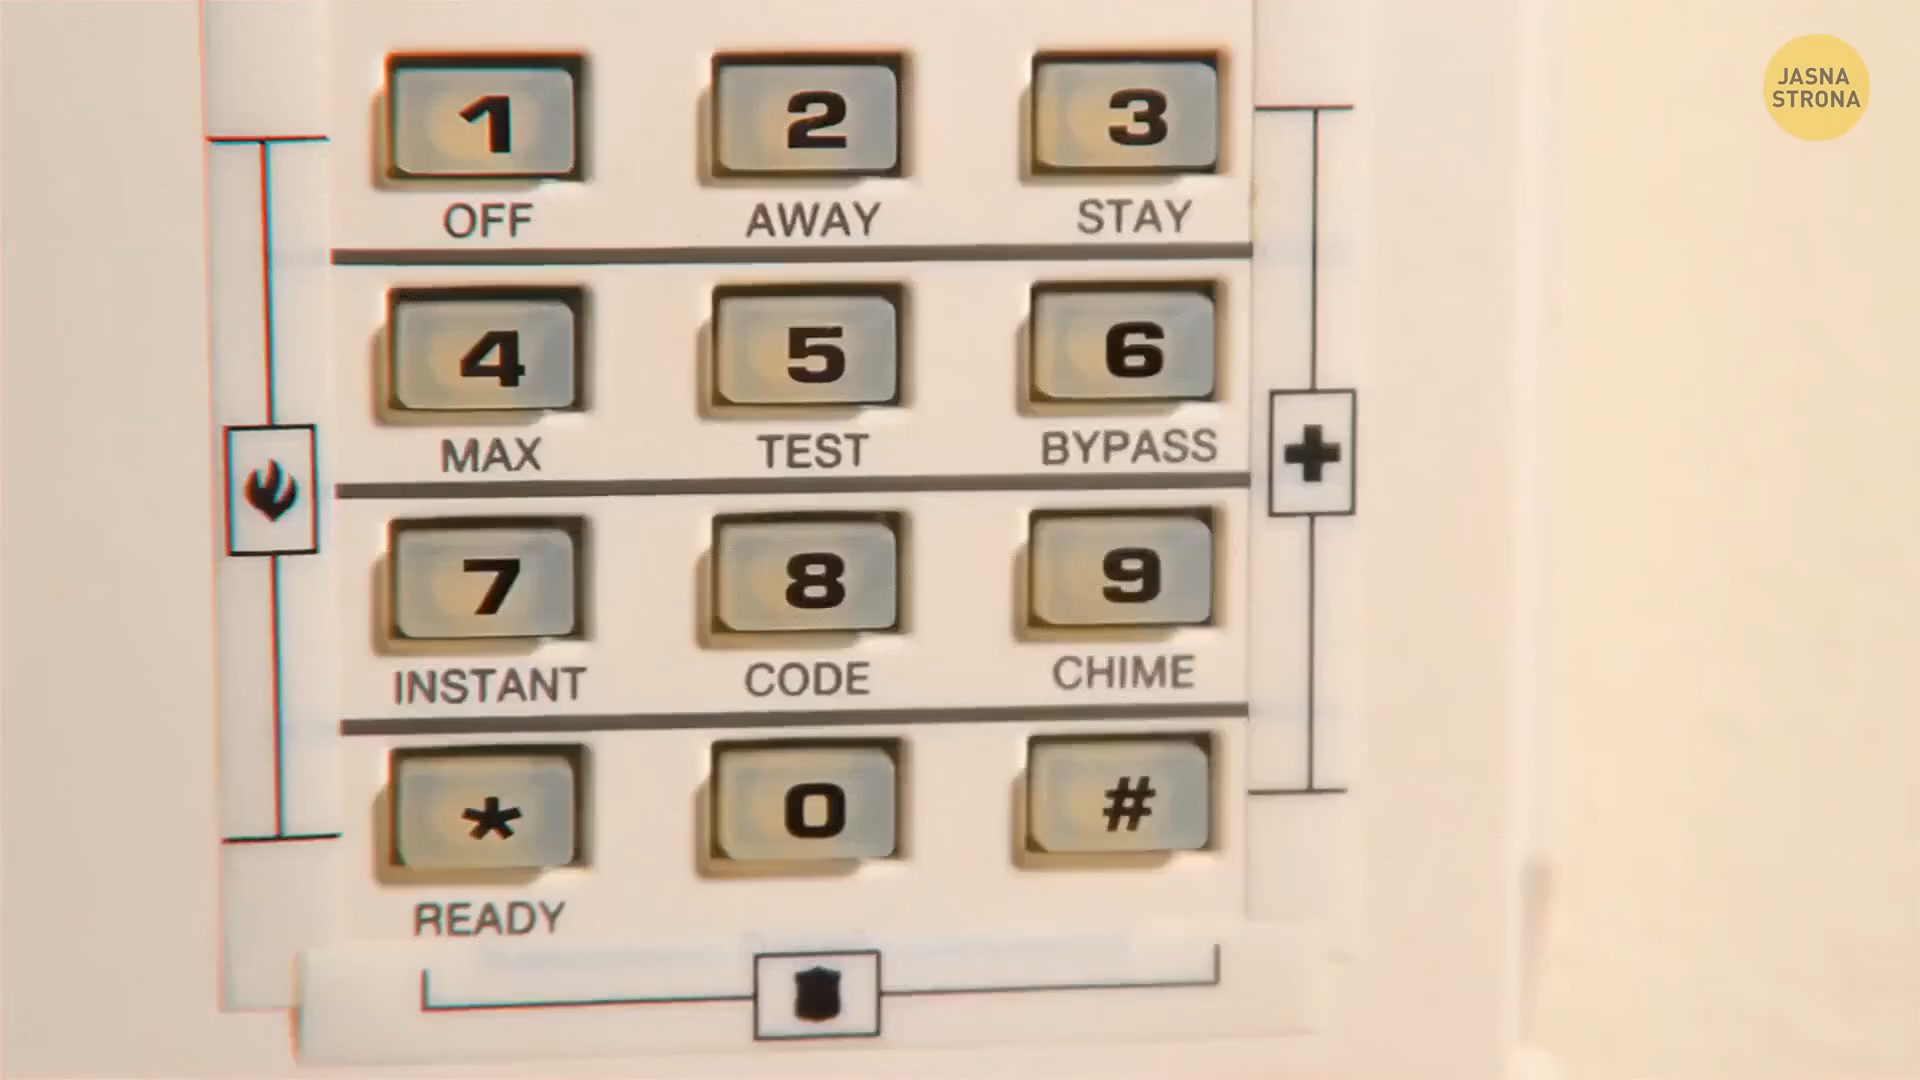 JASNA
STRONA
1 2 3
OFF AWAY STAY
4 5 6
MAX TEST BYPASS
7 8 9
INSTANT CODE CHIME
* 0 #
READY